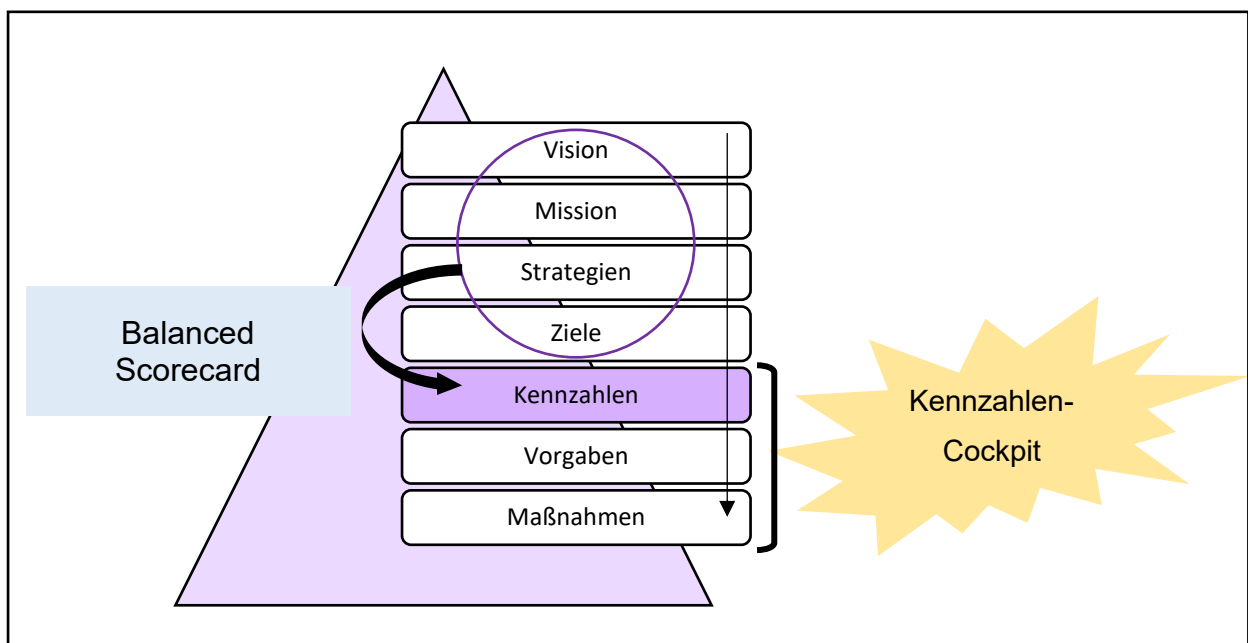 Vision
Mission
Strategien
Ziele
Kennzahlen
Vorgaben
Maßnahmen
Balanced
Scorecard
Kennzahlen-
Cockpit